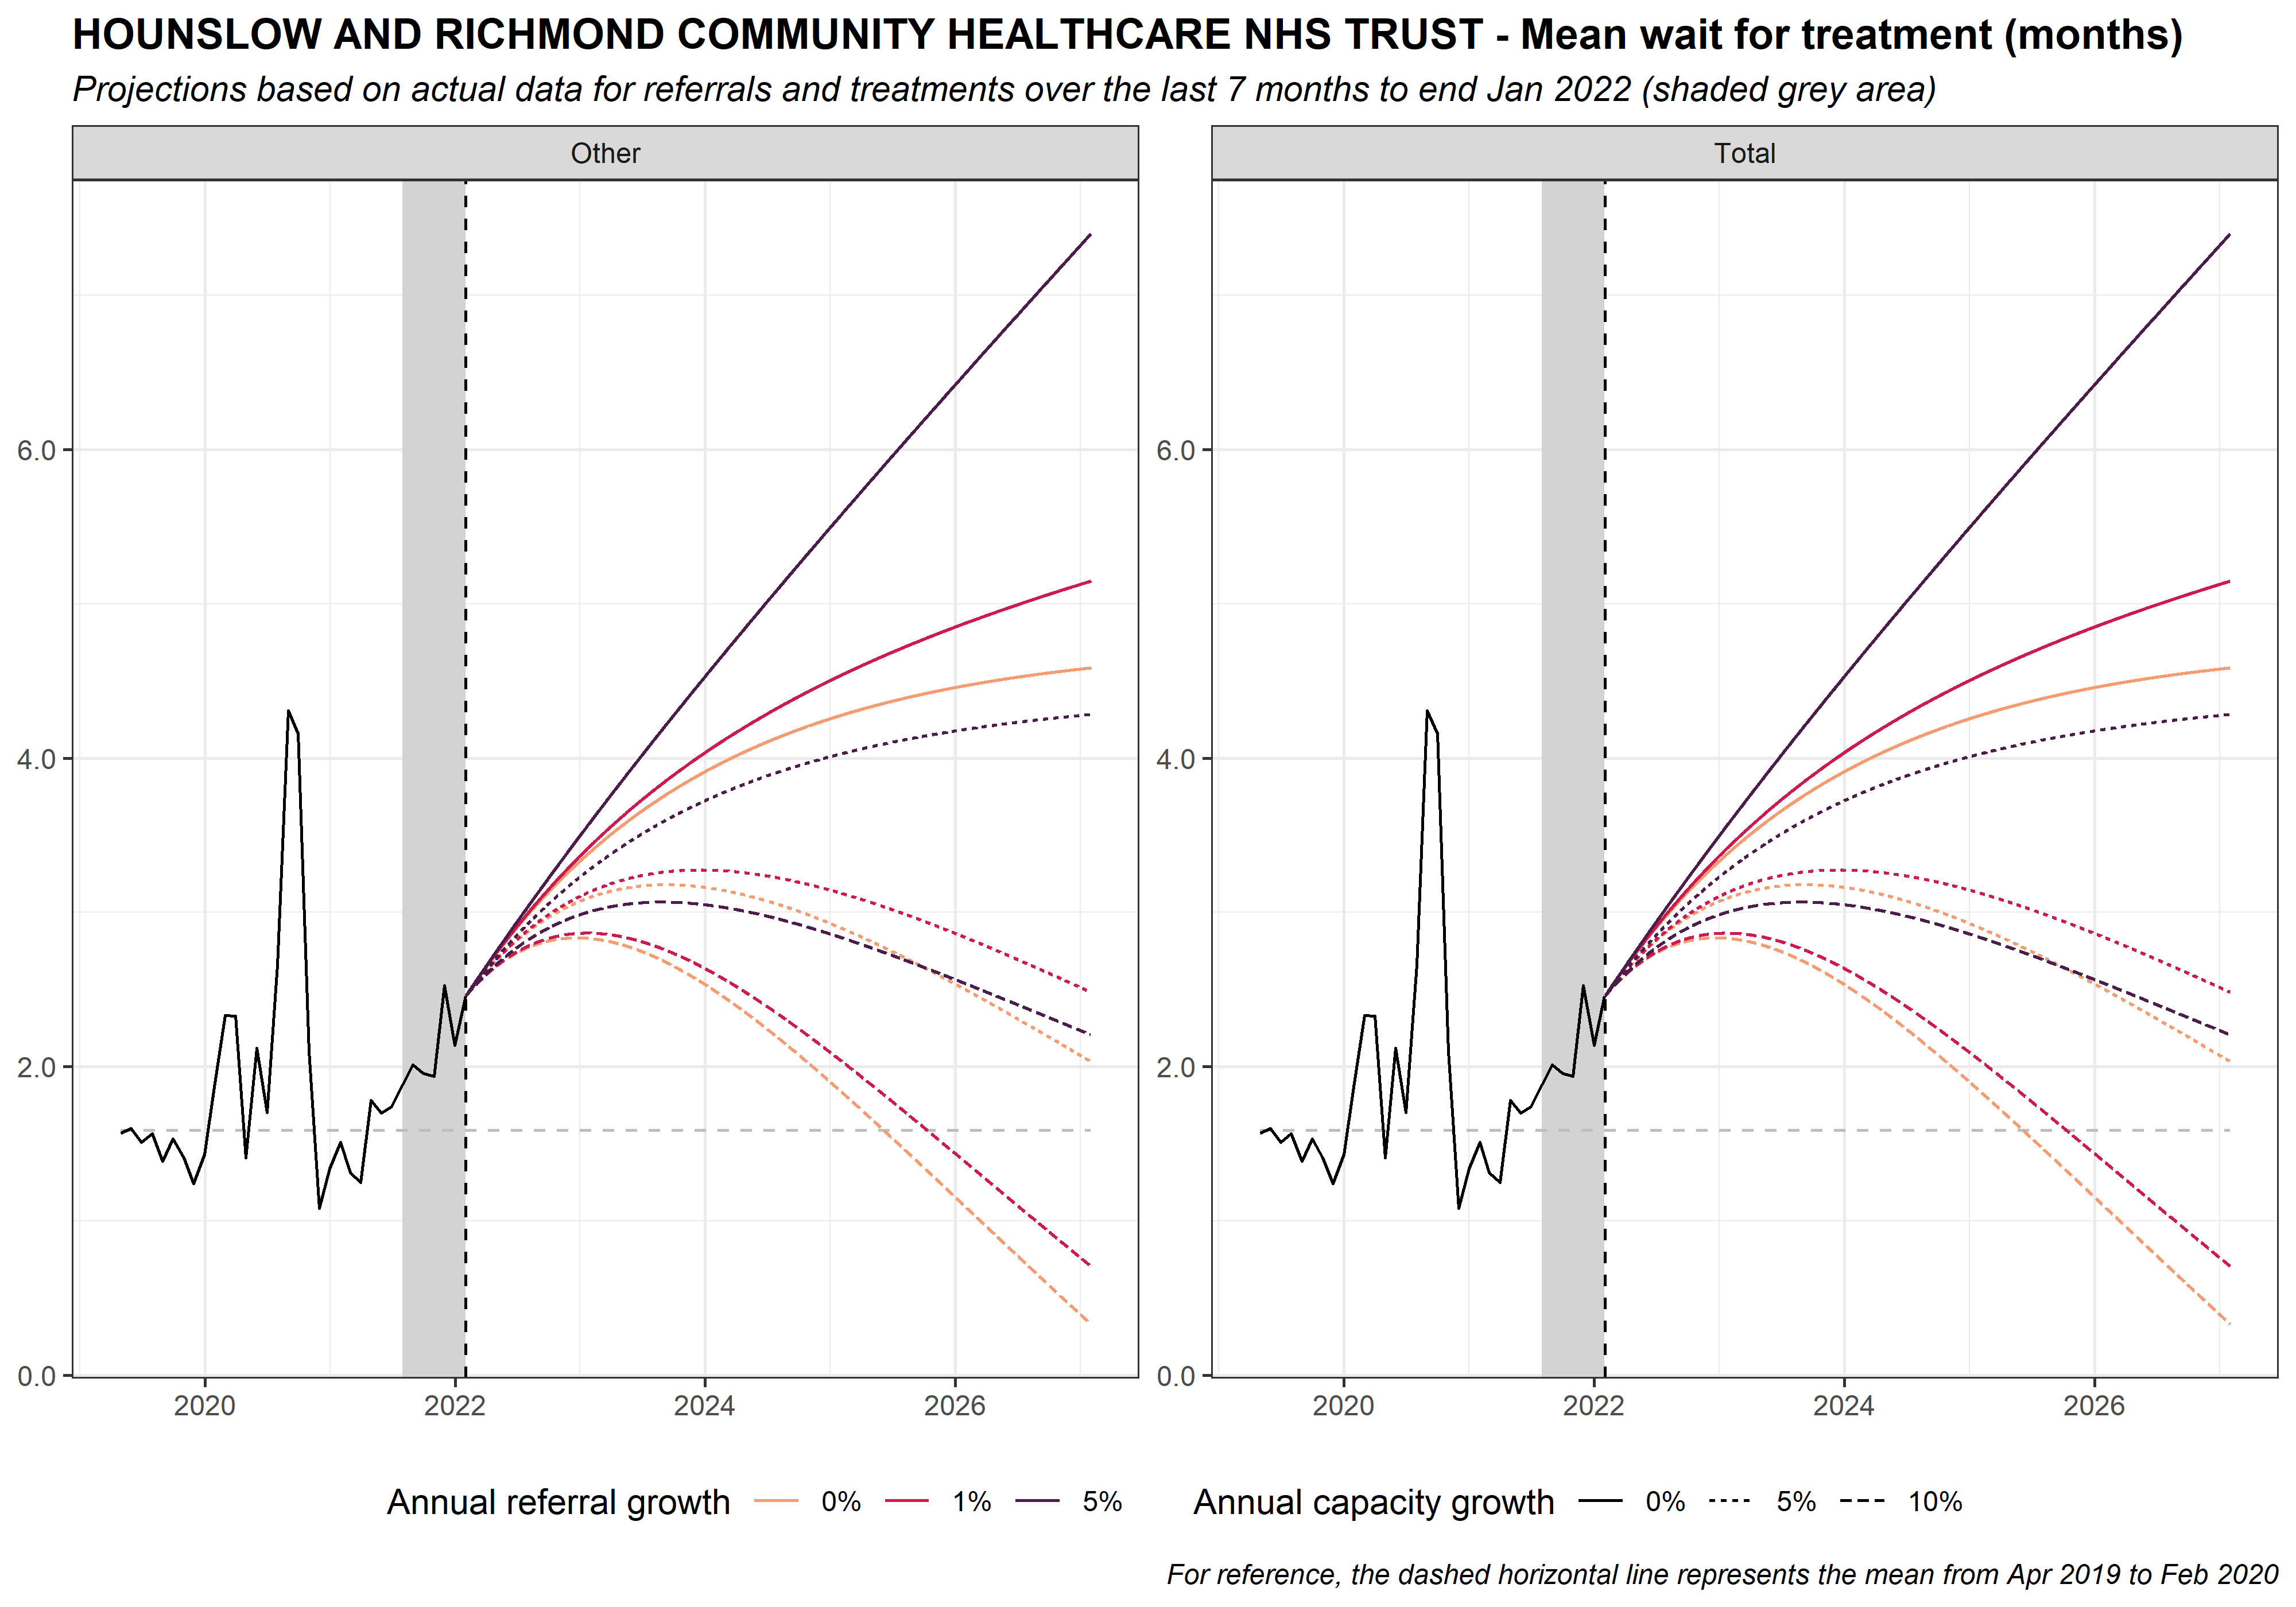 HOUNSLOW AND RICHMOND COMMUNITY HEALTHCARE NHS TRUST - Mean wait for treatment (months)
Projections based on actual data for referrals and treatments over the last 7 months to end Jan 2022 (shaded grey area)
Other
Total
6.0
4.0
2.0
0.0
6.0
4.0
2.0
0.0
2020 2022 2024 2026
2020 2022 2024 2026
Annual referral growth 0% 1% 5%
Annual capacity growth 0% 5% 10%
For reference, the dashed horizontal line represents the mean from Apr 2019 to Feb 2020